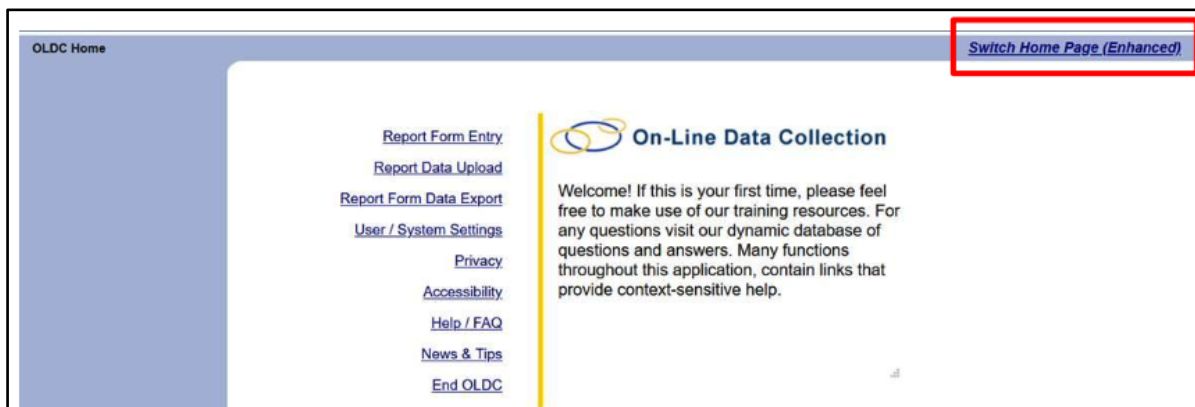 OLDC Home
Switch Home Page (Enhanced)
Report Form Entry
Report Data Upload
Report Form Data Export
User / System Settings
Privacy
Accessibility
Help / FAQ
News & Tips
End OLDC
On-Line Data Collection
Welcome! If this is your first time, please feel
free to make use of our training resources. For
any questions visit our dynamic database of
questions and answers. Many functions
throughout this application, contain links that
provide context-sensitive help.